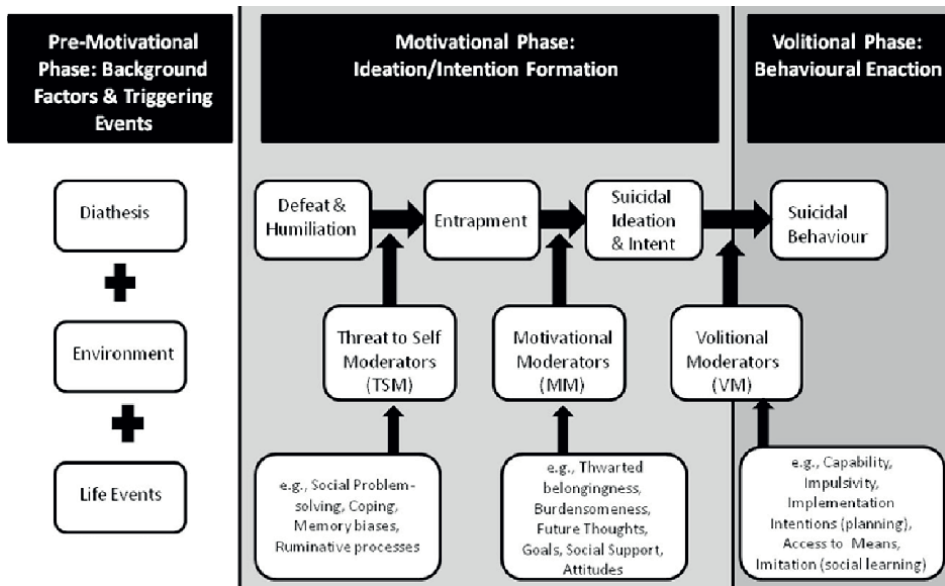 Pre-Motivational
Phase: Background
Factors & Triggering
Events
Motivational Phase:
Ideation/Intention Formation
Volitional Phase:
Behavioural Enaction
Diathesis
Environment
Life Events
Defeat &
Humiliation
Entrapment
Suicidal
Ideation
& Intent
Suicidal
Behaviour
Threat to Self
Moderators
(TSM)
Motivational
Moderators
(MM)
Volitional
Moderators
(VM)
e.g., Social Problem-
solving, Coping,
Memory biases,
Ruminative processes
e.g., Thwarted
belongingness,
Burdensomeness,
Future Thoughts,
Goals, Social Support,
Attitudes
e.g., Capability,
Impulsivity,
Implementation
Intentions (planning),
Access to Means,
Imitation (social learning)